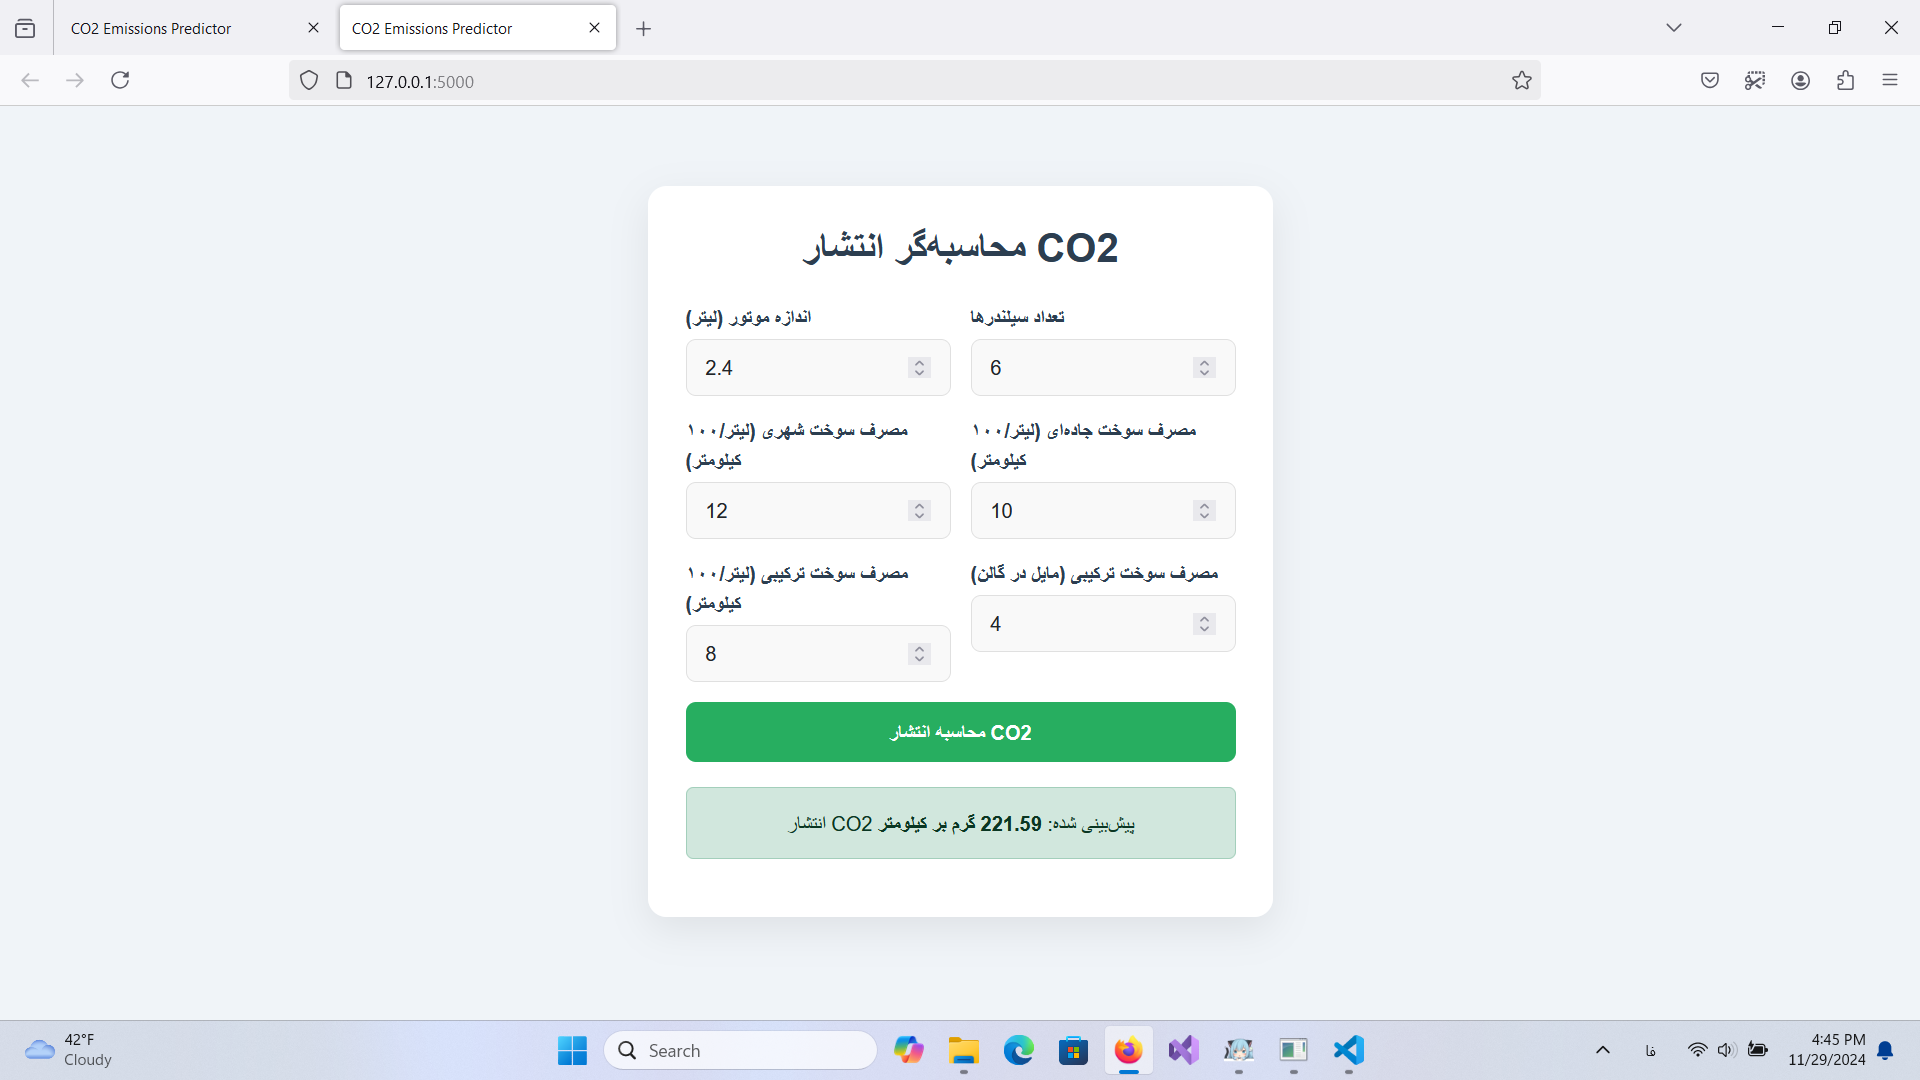 CO2 Emissions Predictor
CO2 Emissions Predictor
127.0.0.1:5000
محاسبه‌گر انتشار CO2
اندازه موتور (لیتر)
تعداد سیلندرها
2.4
6
مصرف سوخت شهری (لیتر/۱۰۰
کیلومتر)
مصرف سوخت جاده‌ای (لیتر/۱۰۰
کیلومتر)
12
10
مصرف سوخت ترکیبی (لیتر/۱۰۰
کیلومتر)
مصرف سوخت ترکیبی (مایل در گالن)
8
4
محاسبه انتشار CO2
انتشار CO2 پیش‌بینی شده: 221.59 گرم بر کیلومتر
42°F
Cloudy
Search
فا
4:45 PM
11/29/2024